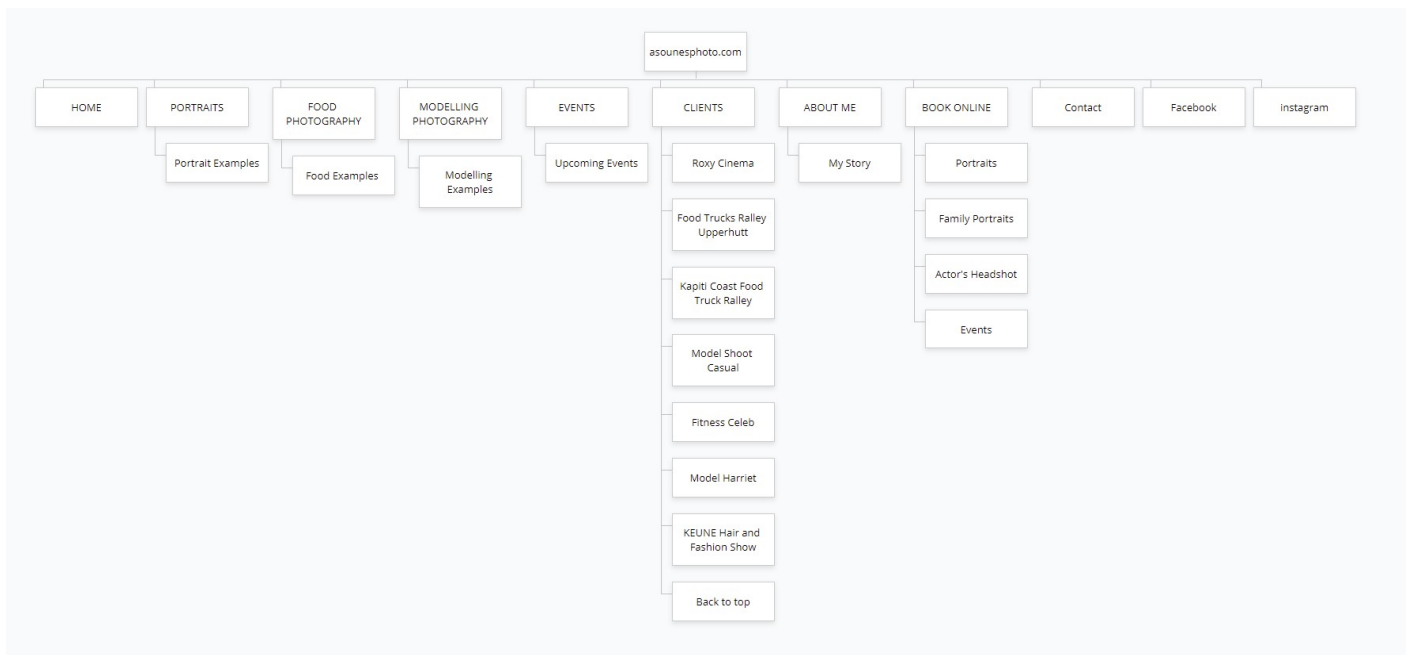 asounesphoto.com
HOME
PORTRAITS
FOOD
PHOTOGRAPHY
MODELLING
PHOTOGRAPHY
EVENTS
CLIENTS
ABOUT ME
BOOK ONLINE
Contact
Facebook
instagram
Portrait Examples
Food Examples
Modelling
Examples
Upcoming Events
Roxy Cinema
Food Trucks Ralley
Upperhutt
Kapiti Coast Food
Truck Ralley
Model Shoot
Casual
Fitness Celeb
Model Harriet
KEUNE Hair and
Fashion Show
Back to top
My Story
Portraits
Family Portraits
Actor's Headshot
Events